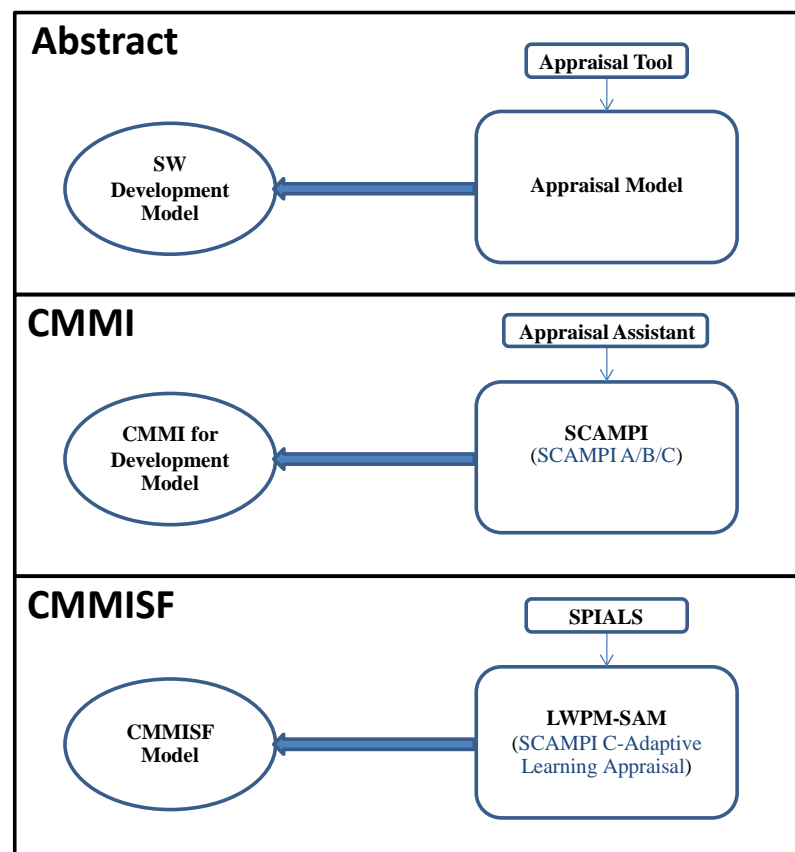 Abstract
Appraisal Tool
SW
Development
Model
Appraisal Model
CMMI
Appraisal Assistant
CMMI for
Development
Model
SCAMPI
(SCAMPI A/B/C)
CMMISF
SPIALS
CMMISF
Model
LWPM-SAM
(SCAMPI C-Adaptive
Learning Appraisal)